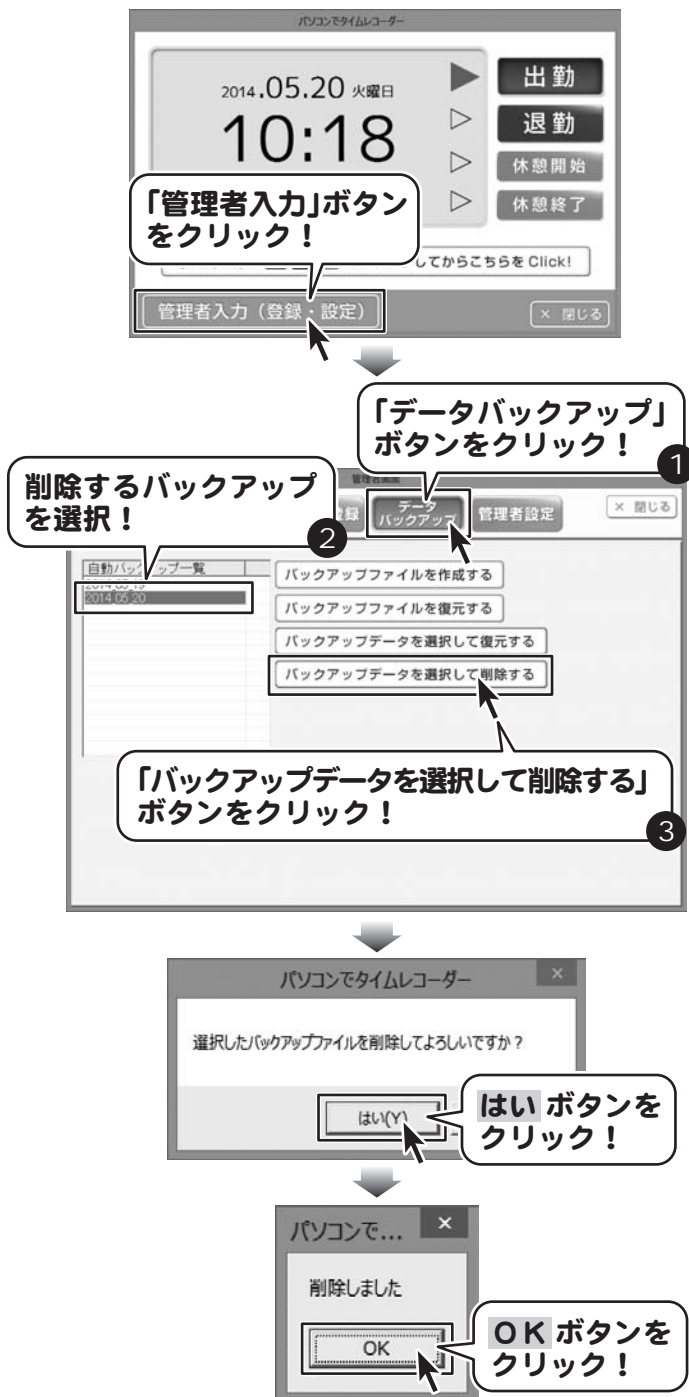 パソコンでタイムレコーダー
2014.05.20 火曜日
10:18
出勤
退勤
休憩開始
休憩終了
「管理者入力」ボタン
をクリック！
してからこちらを Click!
管理者入力（登録・設定）
× 閉じる
「データバックアップ」
ボタンをクリック！
1
管理者画面
削除するバックアップ
を選択！
2
録
データ
バックアップ
管理者設定
× 閉じる
自動バックアップ一覧
2014 05 19
2014 05 20
バックアップファイルを作成する
バックアップファイルを復元する
バックアップデータを選択して復元する
バックアップデータを選択して削除する
「バックアップデータを選択して削除する」
ボタンをクリック！
3
パソコンでタイムレコーダー
×
選択したバックアップファイルを削除してよろしいですか？
はい(Y)
はい ボタンを
クリック！
パソコンで...
×
削除しました
OK
ＯＫ ボタンを
クリック！